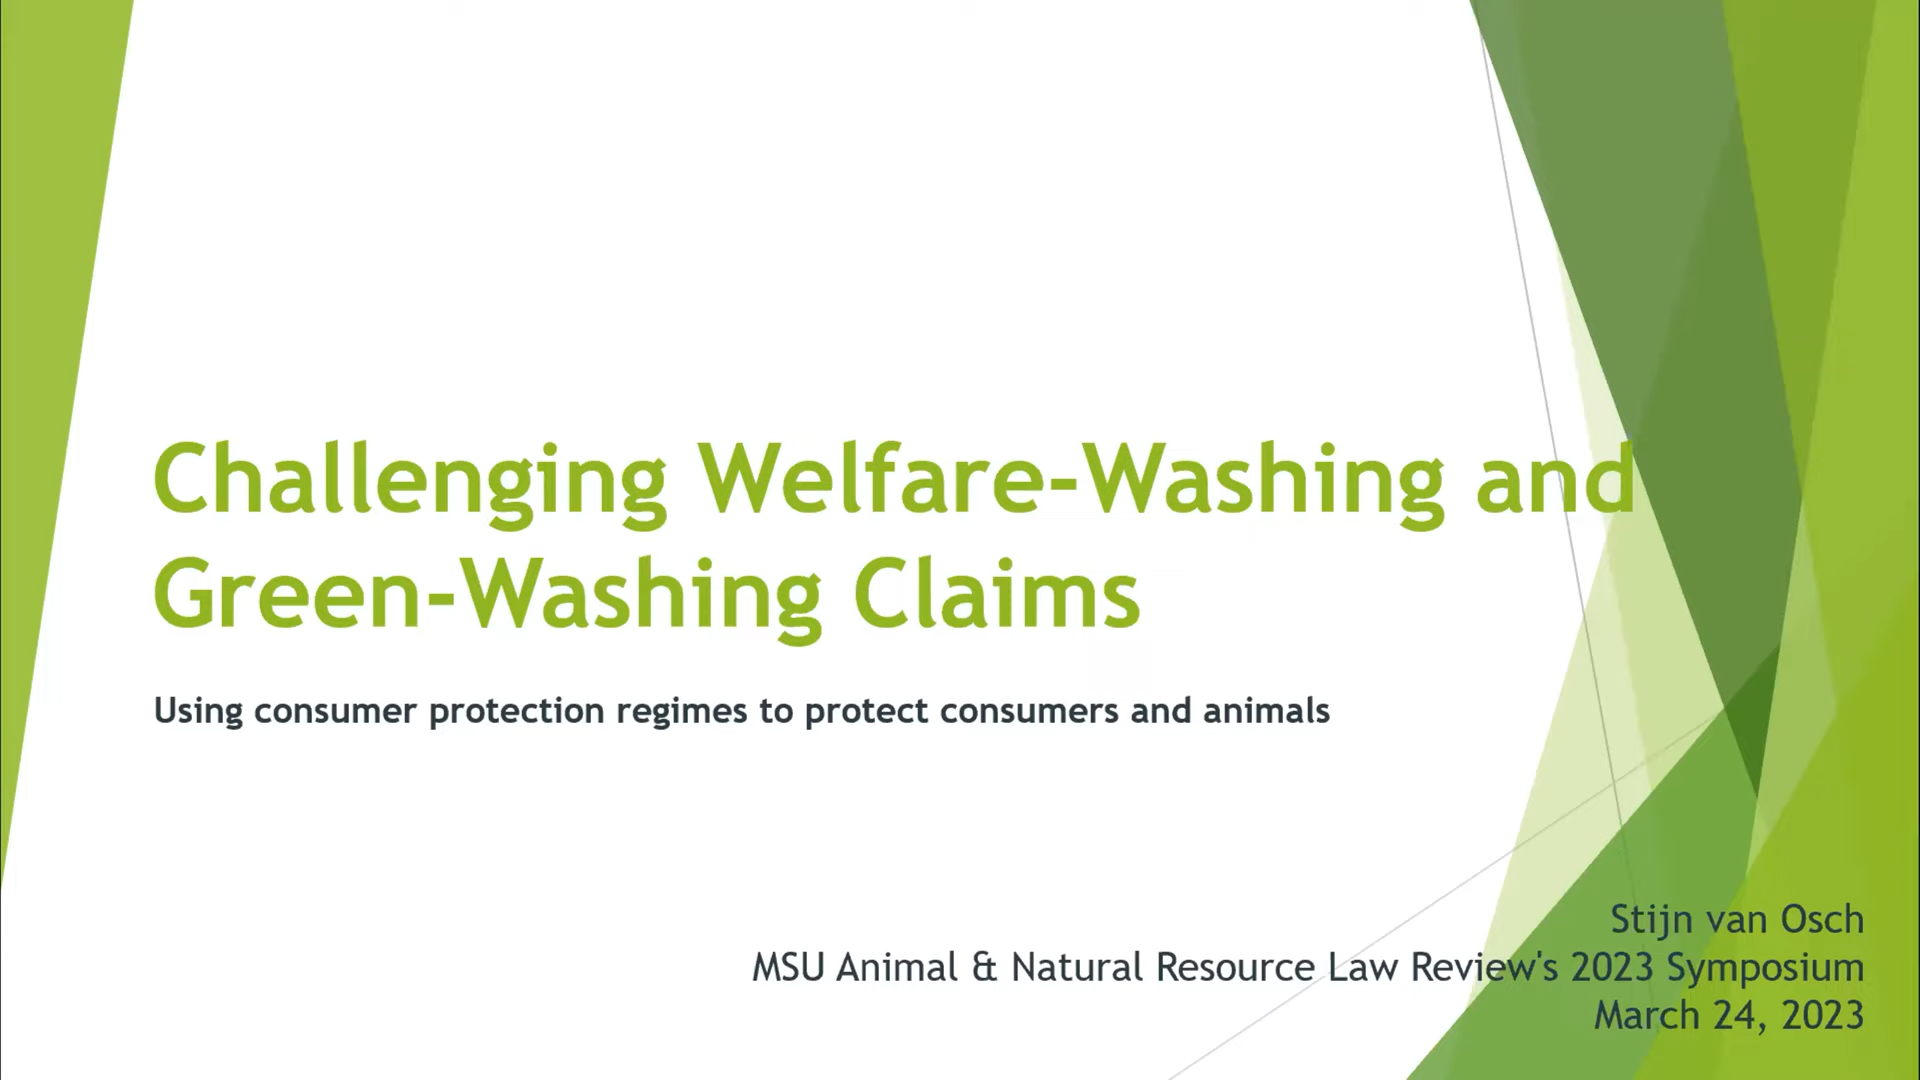 Challenging Welfare-Washing and
Green-Washing Claims
Using consumer protection regimes to protect consumers and animals
Stijn van Osch
MSU Animal & Natural Resource Law Review's 2023 Symposium
March 24, 2023